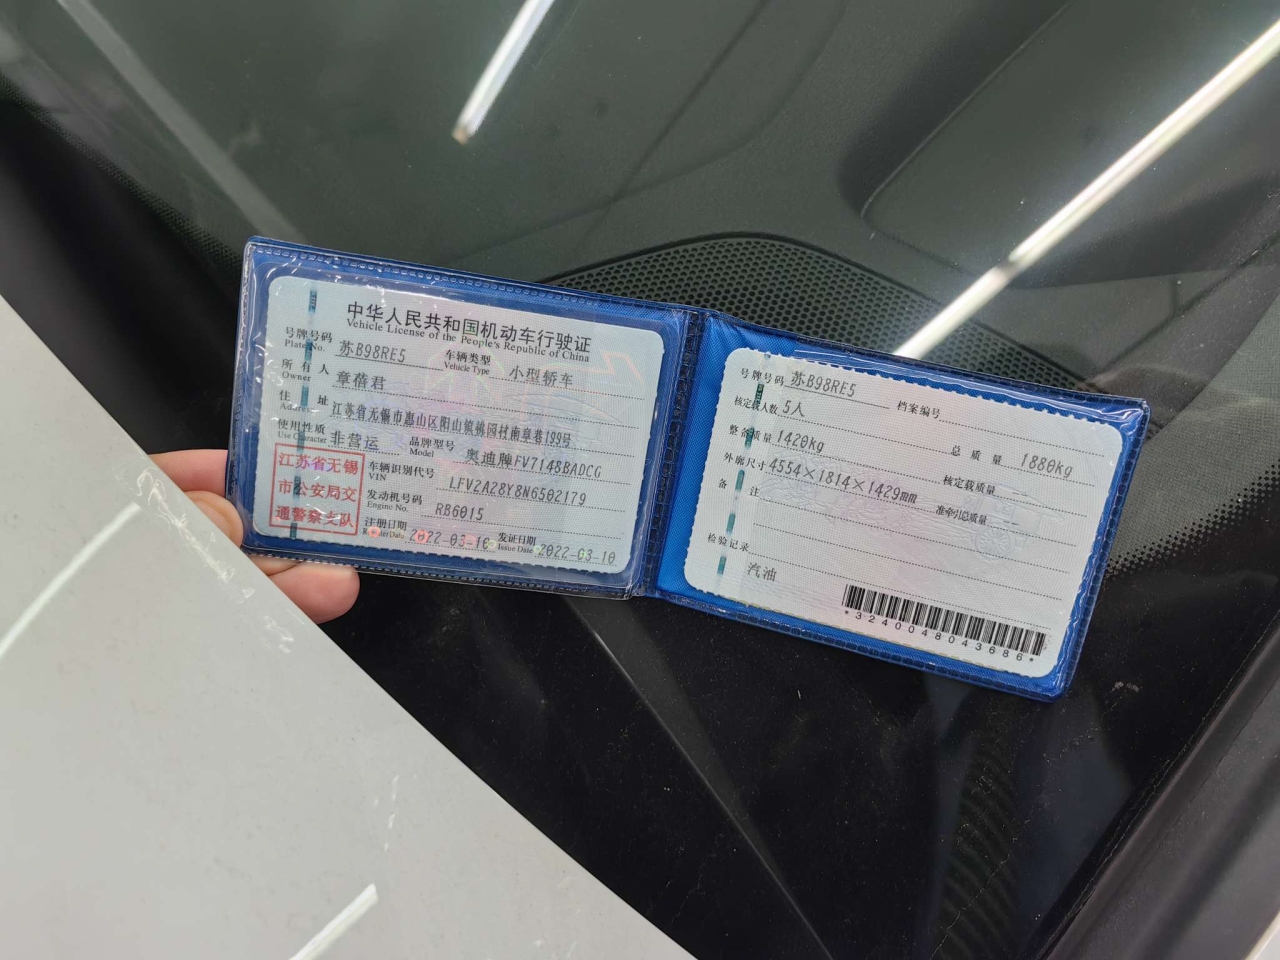 中华人民共和国机动车行驶证
Vehicle License of the People's Republic of China
号牌号码 苏B98RE5 车辆类型 小型轿车
Plate No. Vehicle Type
所有人 章蓓君
Owner
住址 江苏省无锡市惠山区阳山镇桃园村南章巷199号
Address
使用性质 非营运 品牌型号 奥迪牌FV7148BADCG
Use Character Model
江苏省无锡
市公安局交
通警察支队
车辆识别代号 LFV2A28Y8N6502179
VIN
发动机号码 RB6015
Engine No.
注册日期 2022-03-10 发证日期 2022-03-10
Register Date Issue Date
号牌号码 苏B98RE5 档案编号
核定载人数 5人 总质量 1880kg
整备质量 1420kg 核定载质量 --
外廓尺寸 4554×1814×1429mm 准牵引总质量 --
备注
检验记录
汽油
*3240048043686*